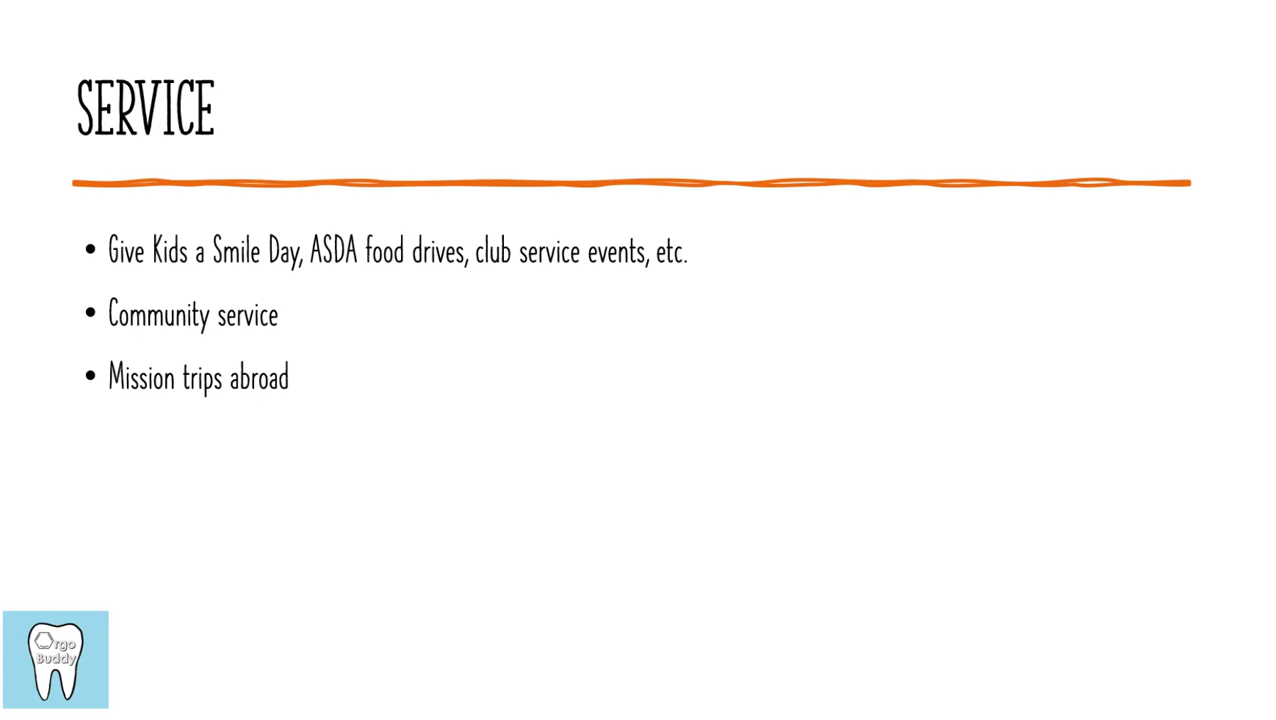 SERVICE
• Give Kids a Smile Day, ASDA food drives, club service events, etc.
• Community service
• Mission trips abroad
Orgo
Buddy